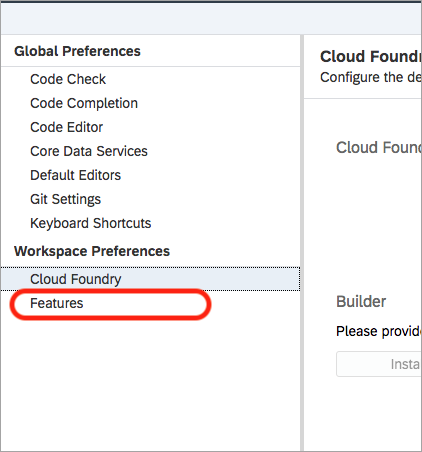 Global Preferences
Code Check
Code Completion
Code Editor
Core Data Services
Default Editors
Git Settings
Keyboard Shortcuts
Workspace Preferences
Cloud Foundry
Features
Cloud Foundr
Configure the de
Cloud Foun
Builder
Please provide
Insta